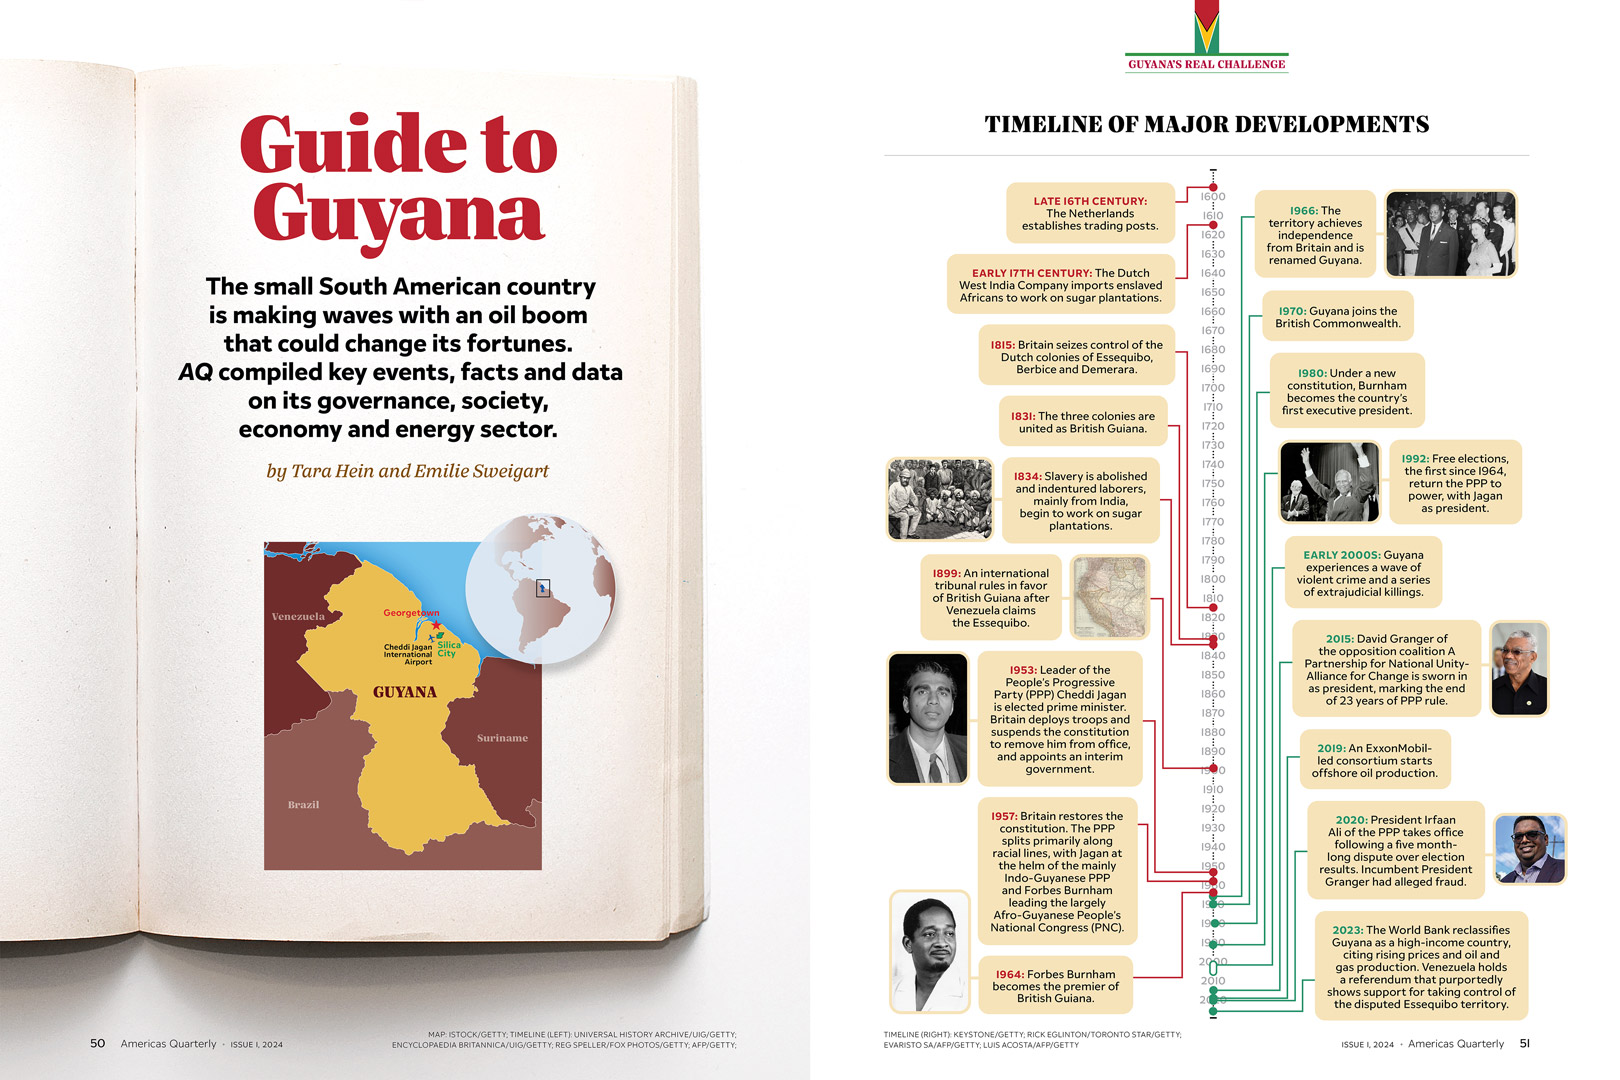 Guide to
Guyana
The small South American country
is making waves with an oil boom
that could change its fortunes.
AQ compiled key events, facts and data
on its governance, society,
economy and energy sector.
by Tara Hein and Emilie Sweigart
Venezuela
Georgetown
Cheddi Jagan
International
Airport
Silica
City
GUYANA
Suriname
Brazil
MAP: ISTOCK/GETTY; TIMELINE (LEFT): UNIVERSAL HISTORY ARCHIVE/UIG/GETTY;
ENCYCLOPAEDIA BRITANNICA/UIG/GETTY; REG SPELLER/FOX PHOTOS/GETTY; AFP/GETTY;
50 Americas Quarterly · ISSUE 1, 2024
GUYANA'S REAL CHALLENGE
TIMELINE OF MAJOR DEVELOPMENTS
LATE 16TH CENTURY:
The Netherlands
establishes trading posts.
EARLY 17TH CENTURY: The Dutch
West India Company imports enslaved
Africans to work on sugar plantations.
1815: Britain seizes control of the
Dutch colonies of Essequibo,
Berbice and Demerara.
1831: The three colonies are
united as British Guiana.
1834: Slavery is abolished
and indentured laborers,
mainly from India,
begin to work on sugar
plantations.
1899: An international
tribunal rules in favor
of British Guiana after
Venezuela claims
the Essequibo.
1953: Leader of the
People's Progressive
Party (PPP) Cheddi Jagan
is elected prime minister.
Britain deploys troops and
suspends the constitution
to remove him from office,
and appoints an interim
government.
1957: Britain restores the
constitution. The PPP
splits primarily along
racial lines, with Jagan at
the helm of the mainly
Indo-Guyanese PPP
and Forbes Burnham
leading the largely
Afro-Guyanese People's
National Congress (PNC).
1964: Forbes Burnham
becomes the premier of
British Guiana.
1600
1610
1620
1630
1640
1650
1660
1670
1680
1690
1700
1710
1720
1730
1740
1750
1760
1770
1780
1790
1800
1810
1820
1830
1840
1850
1860
1870
1880
1890
1900
1910
1920
1930
1940
1950
1960
1970
1980
1990
2000
2010
2020
1966: The
territory achieves
independence
from Britain and is
renamed Guyana.
1970: Guyana joins the
British Commonwealth.
1980: Under a new
constitution, Burnham
becomes the country's
first executive president.
1992: Free elections,
the first since 1964,
return the PPP to
power, with Jagan
as president.
EARLY 2000S: Guyana
experiences a wave of
violent crime and a series
of extrajudicial killings.
2015: David Granger of
the opposition coalition A
Partnership for National Unity-
Alliance for Change is sworn in
as president, marking the end
of 23 years of PPP rule.
2019: An ExxonMobil-
led consortium starts
offshore oil production.
2020: President Irfaan
Ali of the PPP takes office
following a five month-
long dispute over election
results. Incumbent President
Granger had alleged fraud.
2023: The World Bank reclassifies
Guyana as a high-income country,
citing rising prices and oil and
gas production. Venezuela holds
a referendum that purportedly
shows support for taking control of
the disputed Essequibo territory.
TIMELINE (RIGHT): KEYSTONE/GETTY; RICK EGLINTON/TORONTO STAR/GETTY;
EVARISTO SA/AFP/GETTY; LUIS ACOSTA/AFP/GETTY
ISSUE 1, 2024 · Americas Quarterly 51